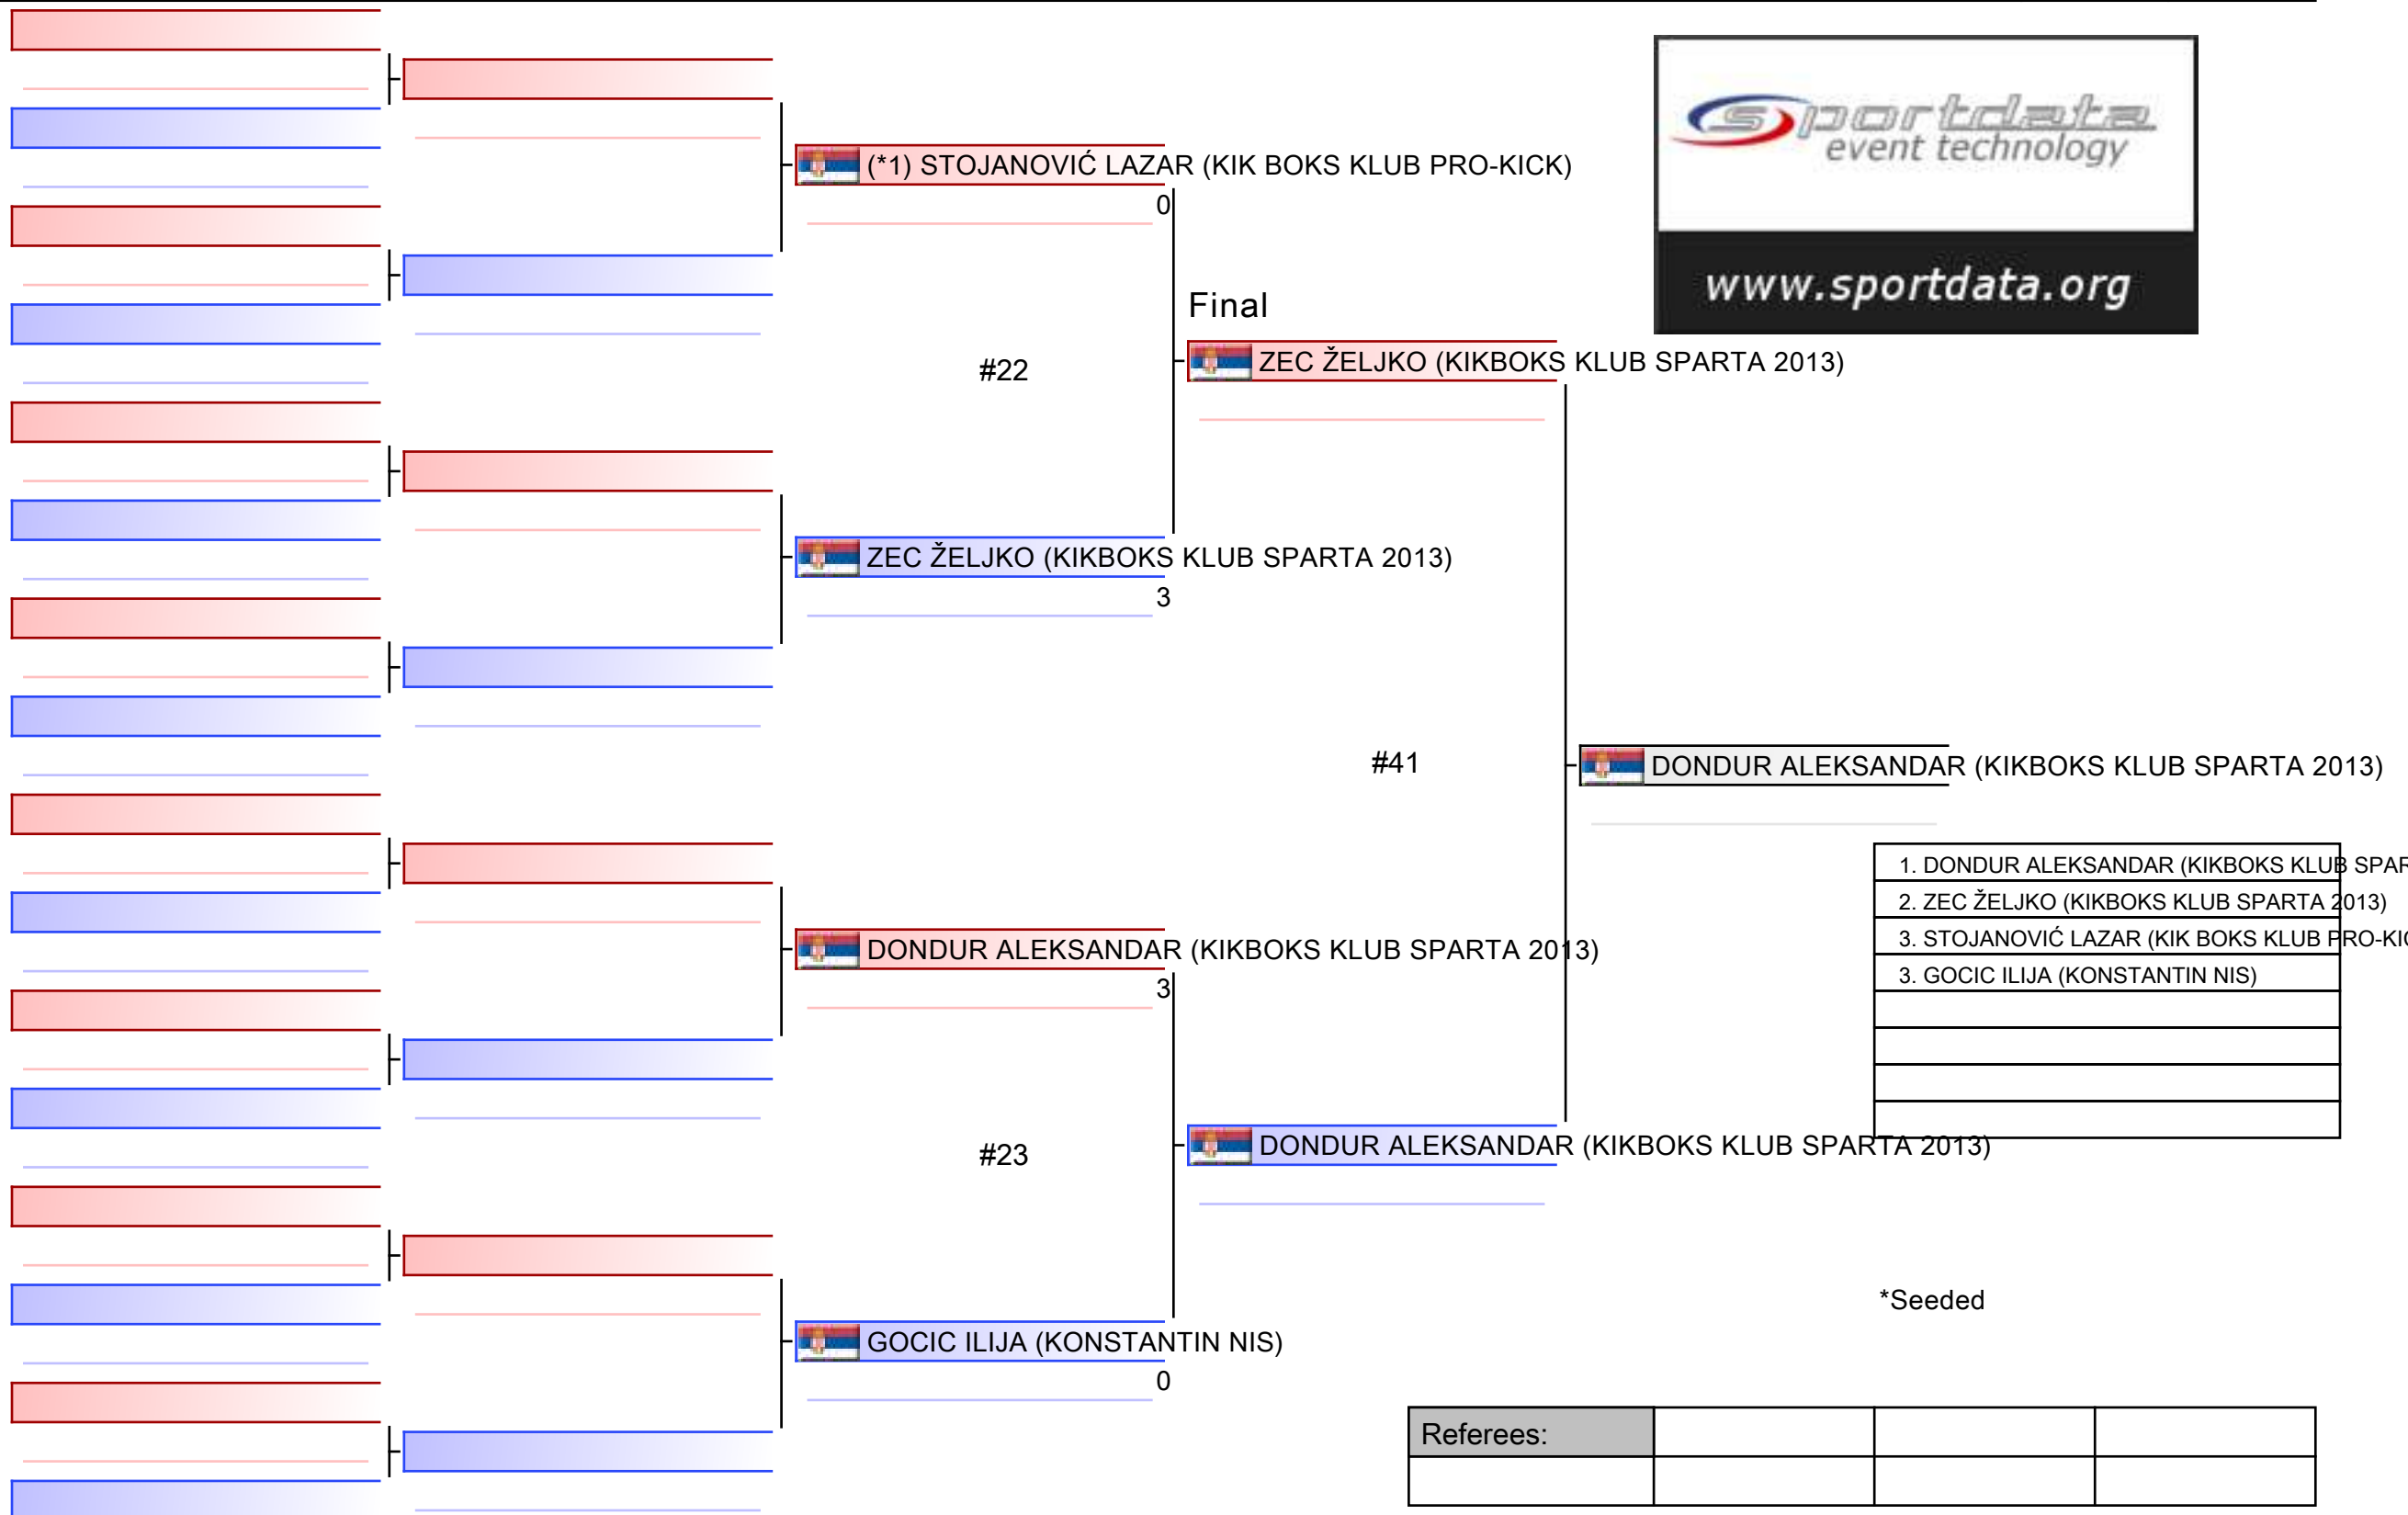 (*1) STOJANOVIĆ LAZAR (KIK BOKS KLUB PRO-KICK)
0
sportdata
event technology
www.sportdata.org
Final
#22
ZEC ŽELJKO (KIKBOKS KLUB SPARTA 2013)
ZEC ŽELJKO (KIKBOKS KLUB SPARTA 2013)
3
#41
DONDUR ALEKSANDAR (KIKBOKS KLUB SPARTA 2013)
1. DONDUR ALEKSANDAR (KIKBOKS KLUB SPAR
2. ZEC ŽELJKO (KIKBOKS KLUB SPARTA 2013)
3. STOJANOVIĆ LAZAR (KIK BOKS KLUB PRO-KIC
3. GOCIC ILIJA (KONSTANTIN NIS)
DONDUR ALEKSANDAR (KIKBOKS KLUB SPARTA 2013)
3
#23
DONDUR ALEKSANDAR (KIKBOKS KLUB SPARTA 2013)
*Seeded
GOCIC ILIJA (KONSTANTIN NIS)
0
Referees: